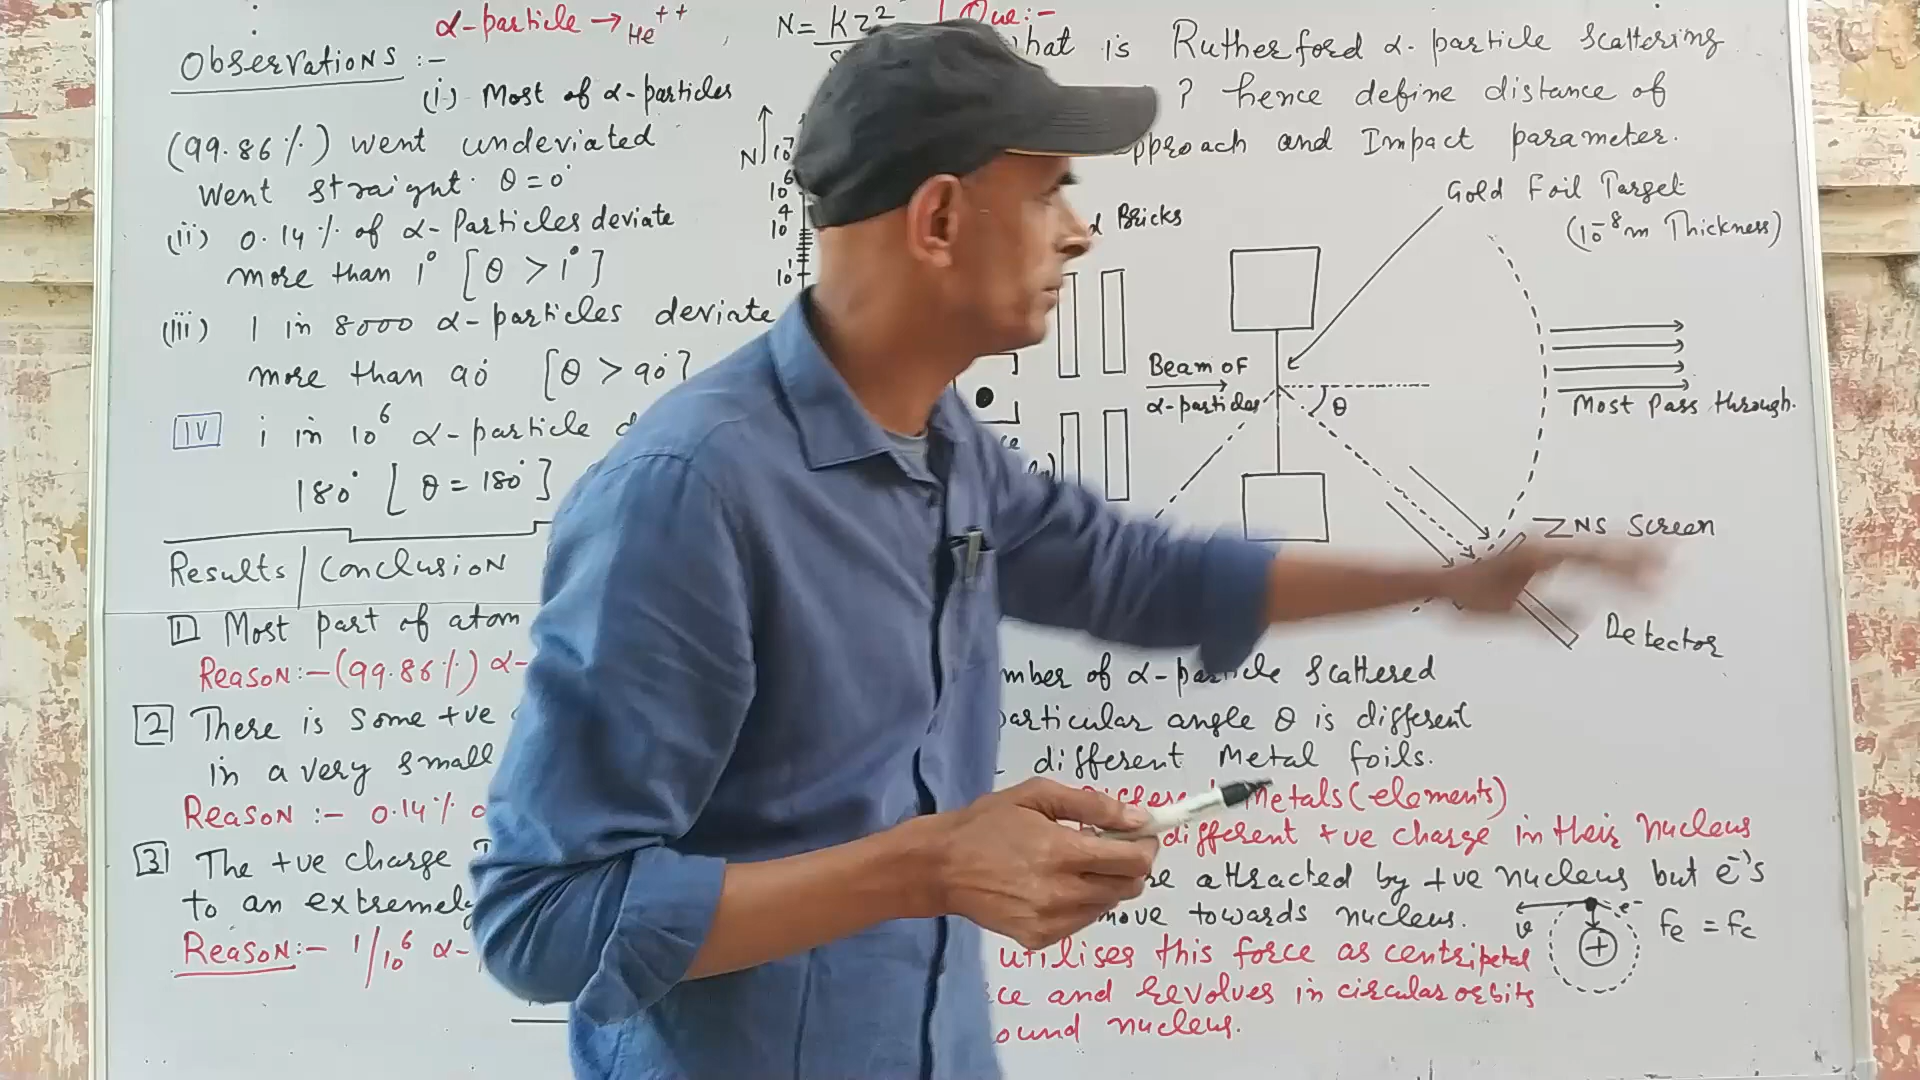 α-particle → He++ , N = KZ²
Observations :-
(i) Most of α-particles
(99.86%) went undeviated
went straight. θ = 0°
(ii) 0.14% of α-Particles deviate
more than 1° [θ > 1°]
(iii) 1 in 8000 α-particles deviate
more than 90° [θ > 90°]
IV i in 10⁶ α-particle
180° [θ = 180°]
Results/Conclusion
1 Most part of atom
Reason:- (99.86%) α-
2 There is some +ve
in a very small
Reason :- 0.14%
3 The +ve charge
to an extremely
Reason:- 1/10⁶ α-
N
10⁷
10⁶
10⁴
10¹
Que:-
hat is Rutherford α-particle scattering
? hence define distance of
pproach and Impact parameter.
Bricks
Gold Foil Target
(10⁻⁸m Thickness)
Beam of
α-particles
θ
Most Pass through.
ZNS Screen
Detector
mber of α-particle scattered
articular angle θ is different
different Metal foils.
Metals (elements)
different +ve charge in their nucleus
re attracted by +ve nucleus but e⁻'s
move towards nucleus.
utilises this force as centripetal
ce and revolves in circular orbits
ound nucleus.
e⁻
v
+
fe = fc